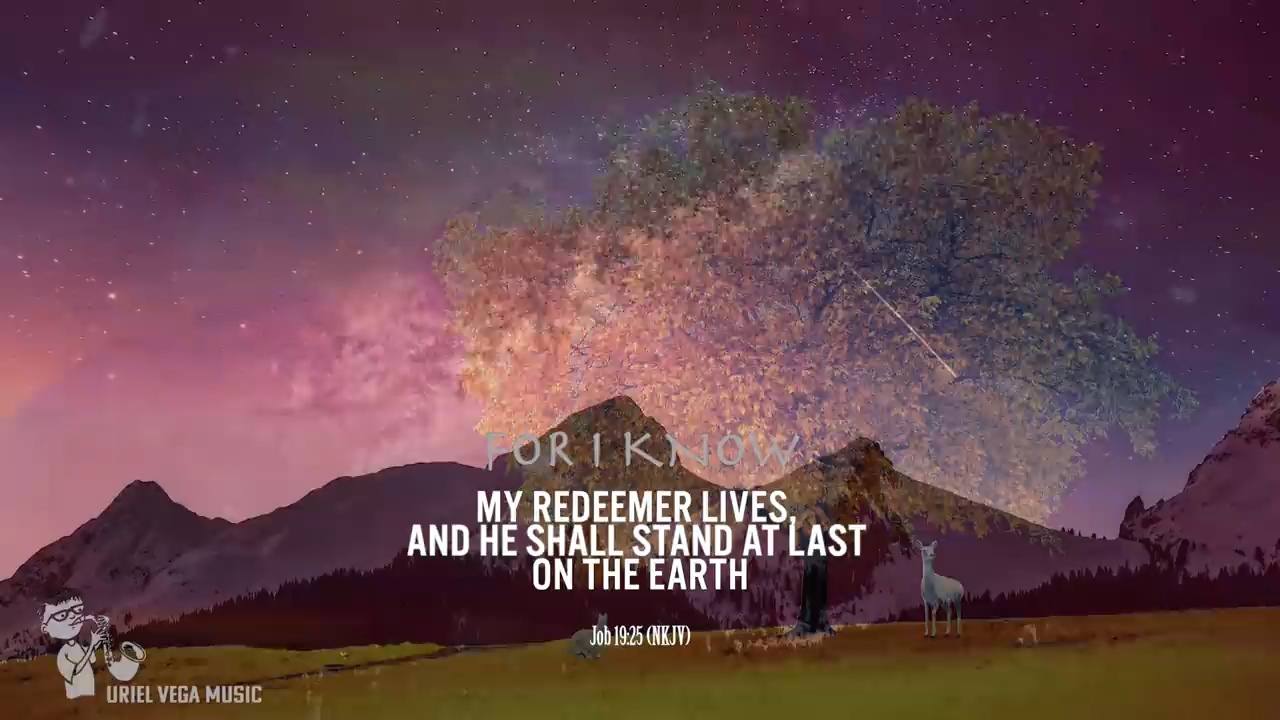 FOR I KNOW
MY REDEEMER LIVES,
AND HE SHALL STAND AT LAST
ON THE EARTH
Job 19:25 (NKJV)
URIEL VEGA MUSIC